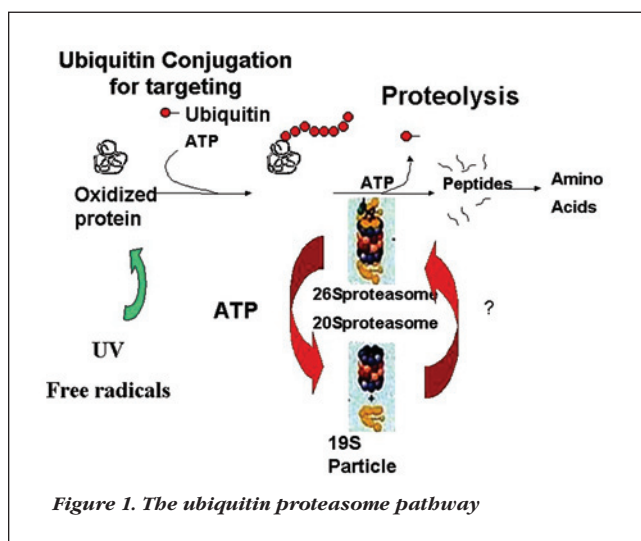 Ubiquitin Conjugation
for targeting
Ubiquitin
ATP
Proteolysis
Oxidized
protein
ATP
Peptides
Amino
Acids
UV
Free radicals
ATP
26Sproteasome
20Sproteasome
?
+
19S
Particle
Figure 1. The ubiquitin proteasome pathway